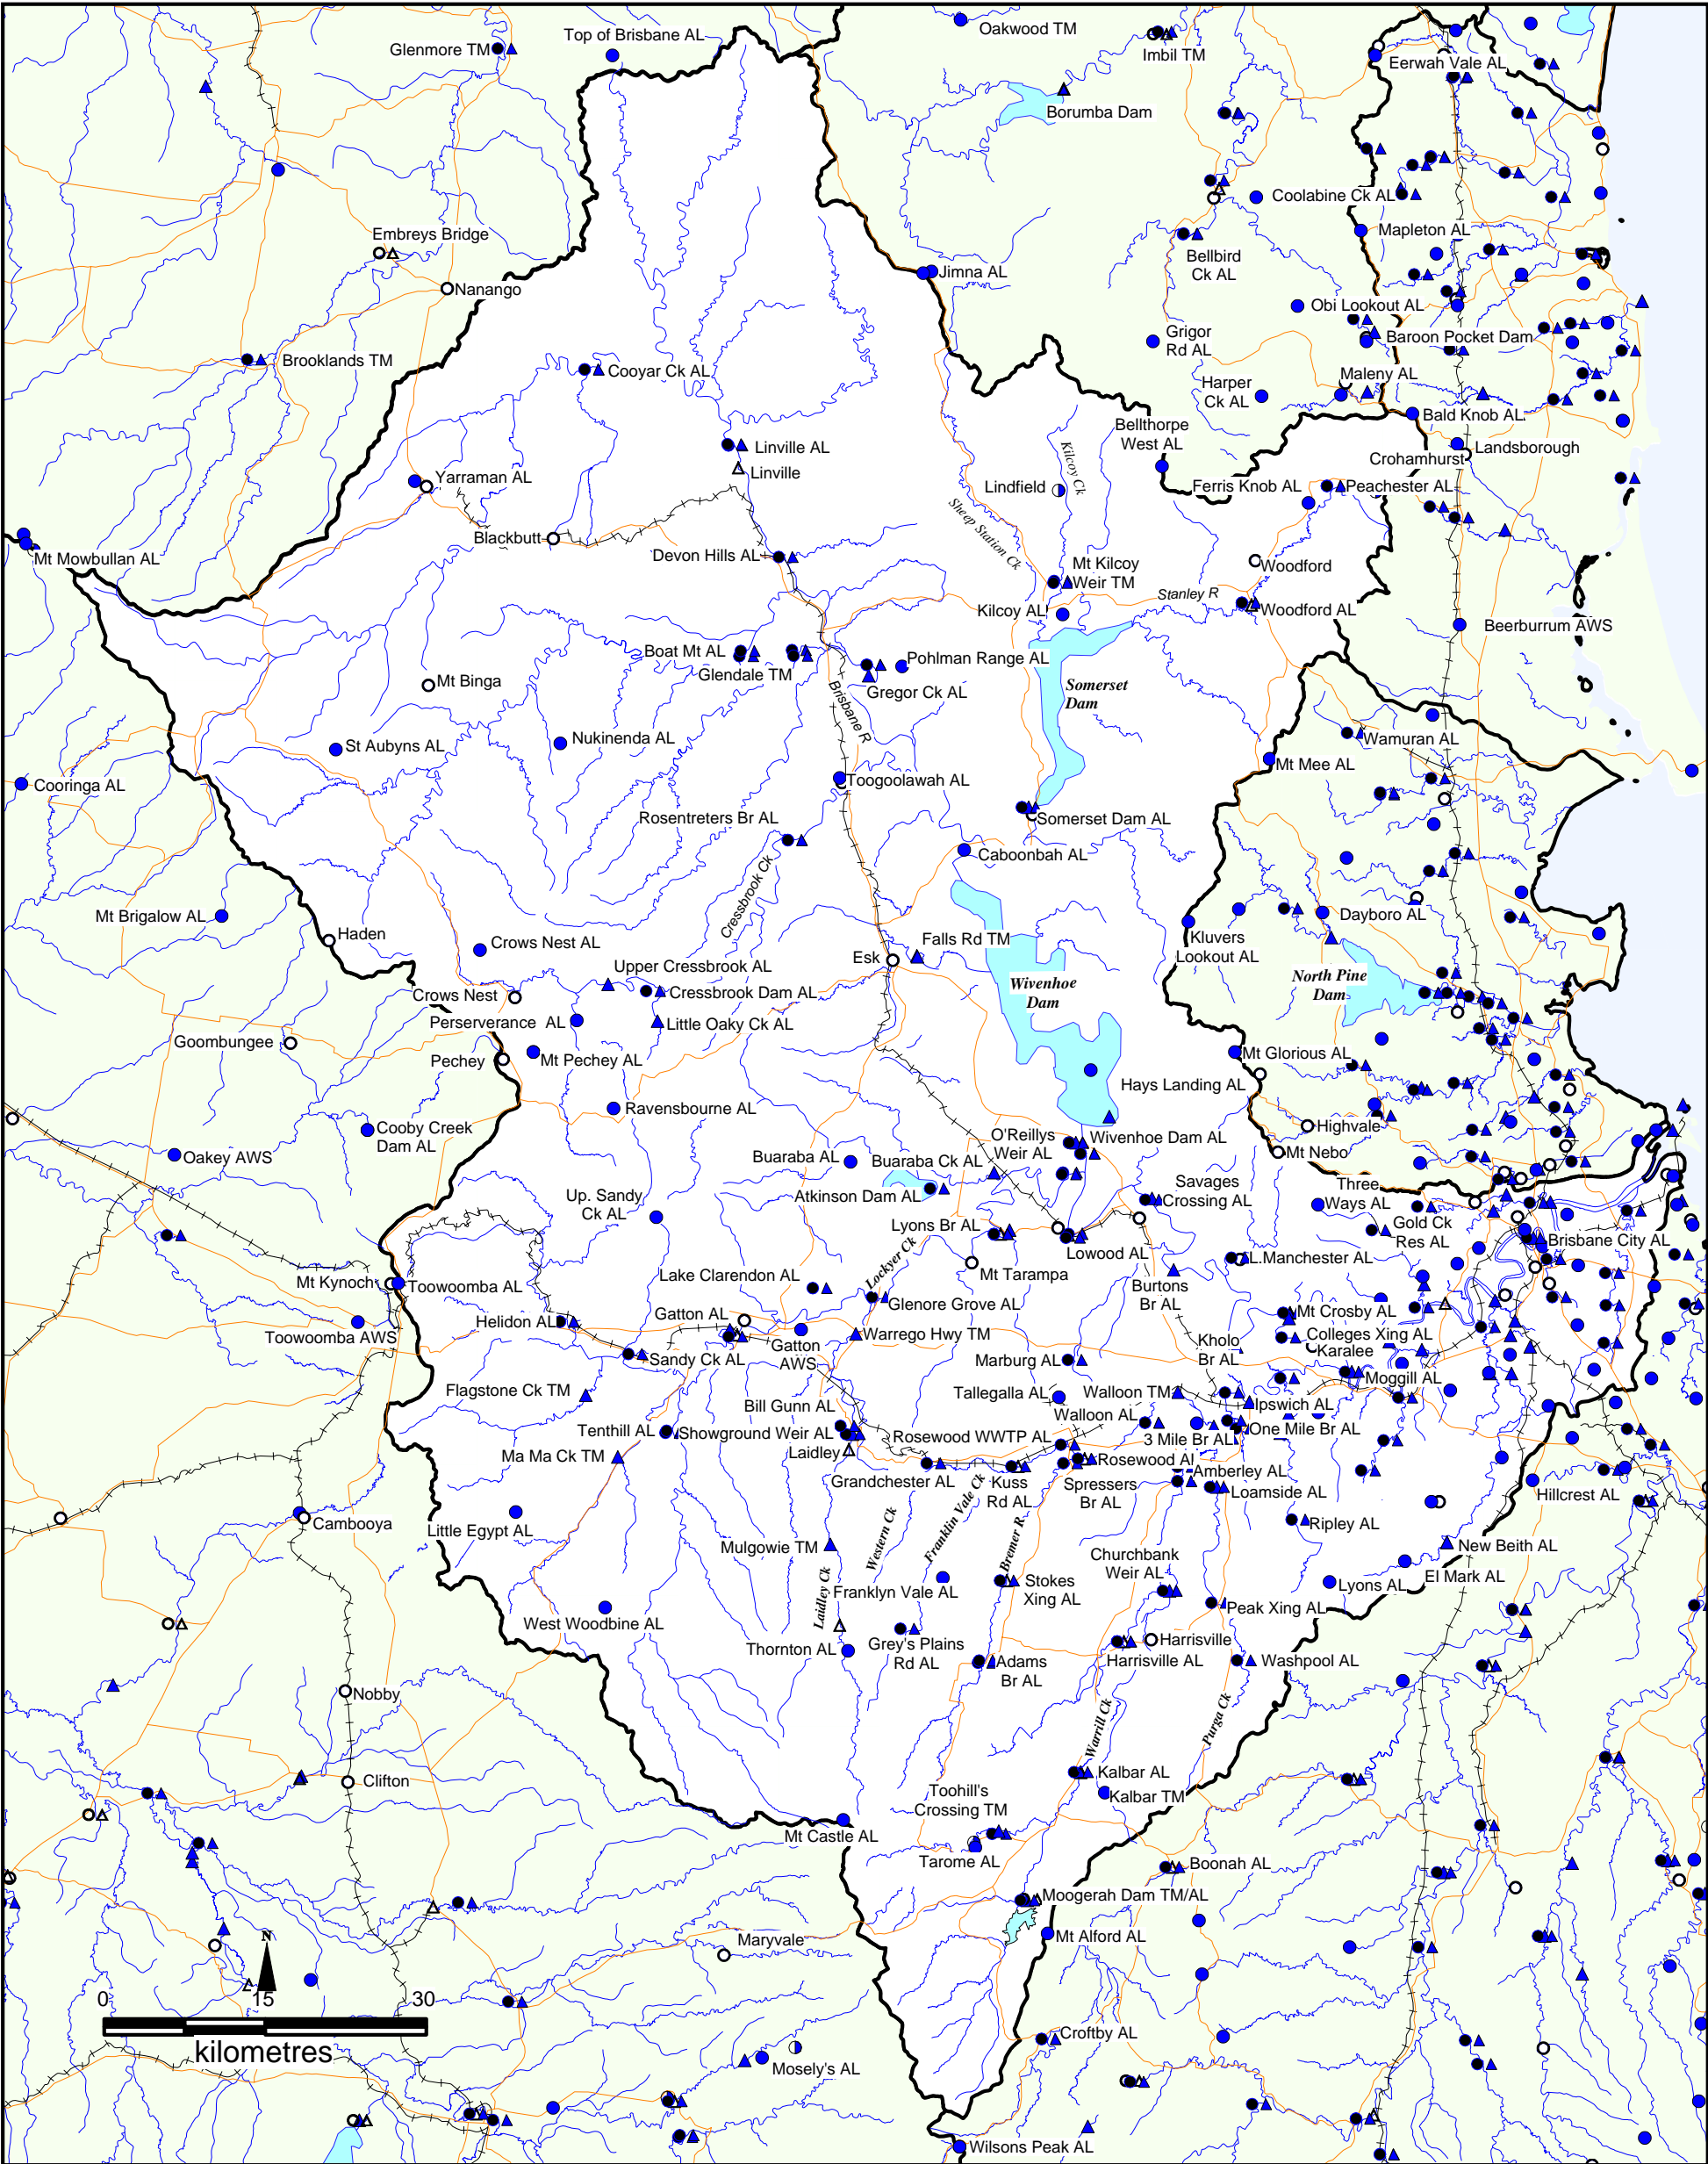 Oakwood TM
Top of Brisbane AL
Glenmore TM
Imbil TM
Eerwah Vale AL
Borumba Dam
Coolabine Ck AL
Embreys Bridge
Mapleton AL
Bellbird
Ck AL
Jimna AL
Nanango
Obi Lookout AL
Grigor
Rd AL
Baroon Pocket Dam
Brooklands TM
Cooyar Ck AL
Maleny AL
Harper
Ck AL
Bald Knob AL
Bellthorpe
West AL
Linville AL
Landsborough
Crohamhurst
Linville
Kilcoy Ck
Yarraman AL
Lindfield
Ferris Knob AL
Peachester AL
Sheep Station Ck
Blackbutt
Devon Hills AL
Mt Mowbullan AL
Mt Kilcoy
Weir TM
Woodford
Stanley R
Kilcoy AL
Woodford AL
Beerburrum AWS
Boat Mt AL
Pohlman Range AL
Glendale TM
Gregor Ck AL
Mt Binga
Brisbane R
Somerset
Dam
St Aubyns AL
Nukinenda AL
Wamuran AL
Mt Mee AL
Cooringa AL
Toogoolawah AL
Rosentreters Br AL
Somerset Dam AL
Caboonbah AL
Cressbrook Ck
Mt Brigalow AL
Dayboro AL
Haden
Crows Nest AL
Falls Rd TM
Kluvers
Lookout AL
Esk
Upper Cressbrook AL
North Pine
Dam
Wivenhoe
Dam
Crows Nest
Cressbrook Dam AL
Perserverance AL
Little Oaky Ck AL
Goombungee
Pechey
Mt Pechey AL
Mt Glorious AL
Hays Landing AL
Ravensbourne AL
Cooby Creek
Dam AL
Highvale
O'Reillys
Weir AL
Wivenhoe Dam AL
Oakey AWS
Buaraba AL
Buaraba Ck AL
Mt Nebo
Atkinson Dam AL
Savages
Crossing AL
Three
Ways AL
Up. Sandy
Ck AL
Lyons Br AL
Gold Ck
Res AL
Lowood AL
Brisbane City AL
Lockyer Ck
L.Manchester AL
Mt Tarampa
Mt Kynoch
Toowoomba AL
Lake Clarendon AL
Burtons
Br AL
Glenore Grove AL
Mt Crosby AL
Helidon AL
Gatton AL
Toowoomba AWS
Warrego Hwy TM
Colleges Xing AL
Gatton
AWS
Karalee
Kholo
Br AL
Sandy Ck AL
Marburg AL
Moggill AL
Flagstone Ck TM
Tallegalla AL
Walloon TM
Ipswich AL
Bill Gunn AL
Walloon AL
Tenthill AL
Showground Weir AL
One Mile Br AL
3 Mile Br AL
Rosewood WWTP AL
Laidley
Ma Ma Ck TM
Rosewood Al
Amberley AL
Grandchester AL
Kuss
Rd AL
Spressers
Br AL
Loamside AL
Hillcrest AL
Cambooya
Little Egypt AL
Ripley AL
Western Ck
Franklin Vale Ck
Bremer R
Mulgowie TM
New Beith AL
Churchbank
Weir AL
El Mark AL
Laidley Ck
Franklyn Vale AL
Stokes
Xing AL
Lyons AL
Peak Xing AL
West Woodbine AL
Thornton AL
Grey's Plains
Rd AL
Harrisville
Harrisville AL
Adams
Br AL
Washpool AL
Nobby
Warrill Ck
Purga Ck
Clifton
Kalbar AL
Kalbar TM
Toohill's
Crossing TM
Mt Castle AL
Tarome AL
Boonah AL
Moogerah Dam TM/AL
Mt Alford AL
Maryvale
N
0
15
30
kilometres
Croftby AL
Mosely's AL
Wilsons Peak AL